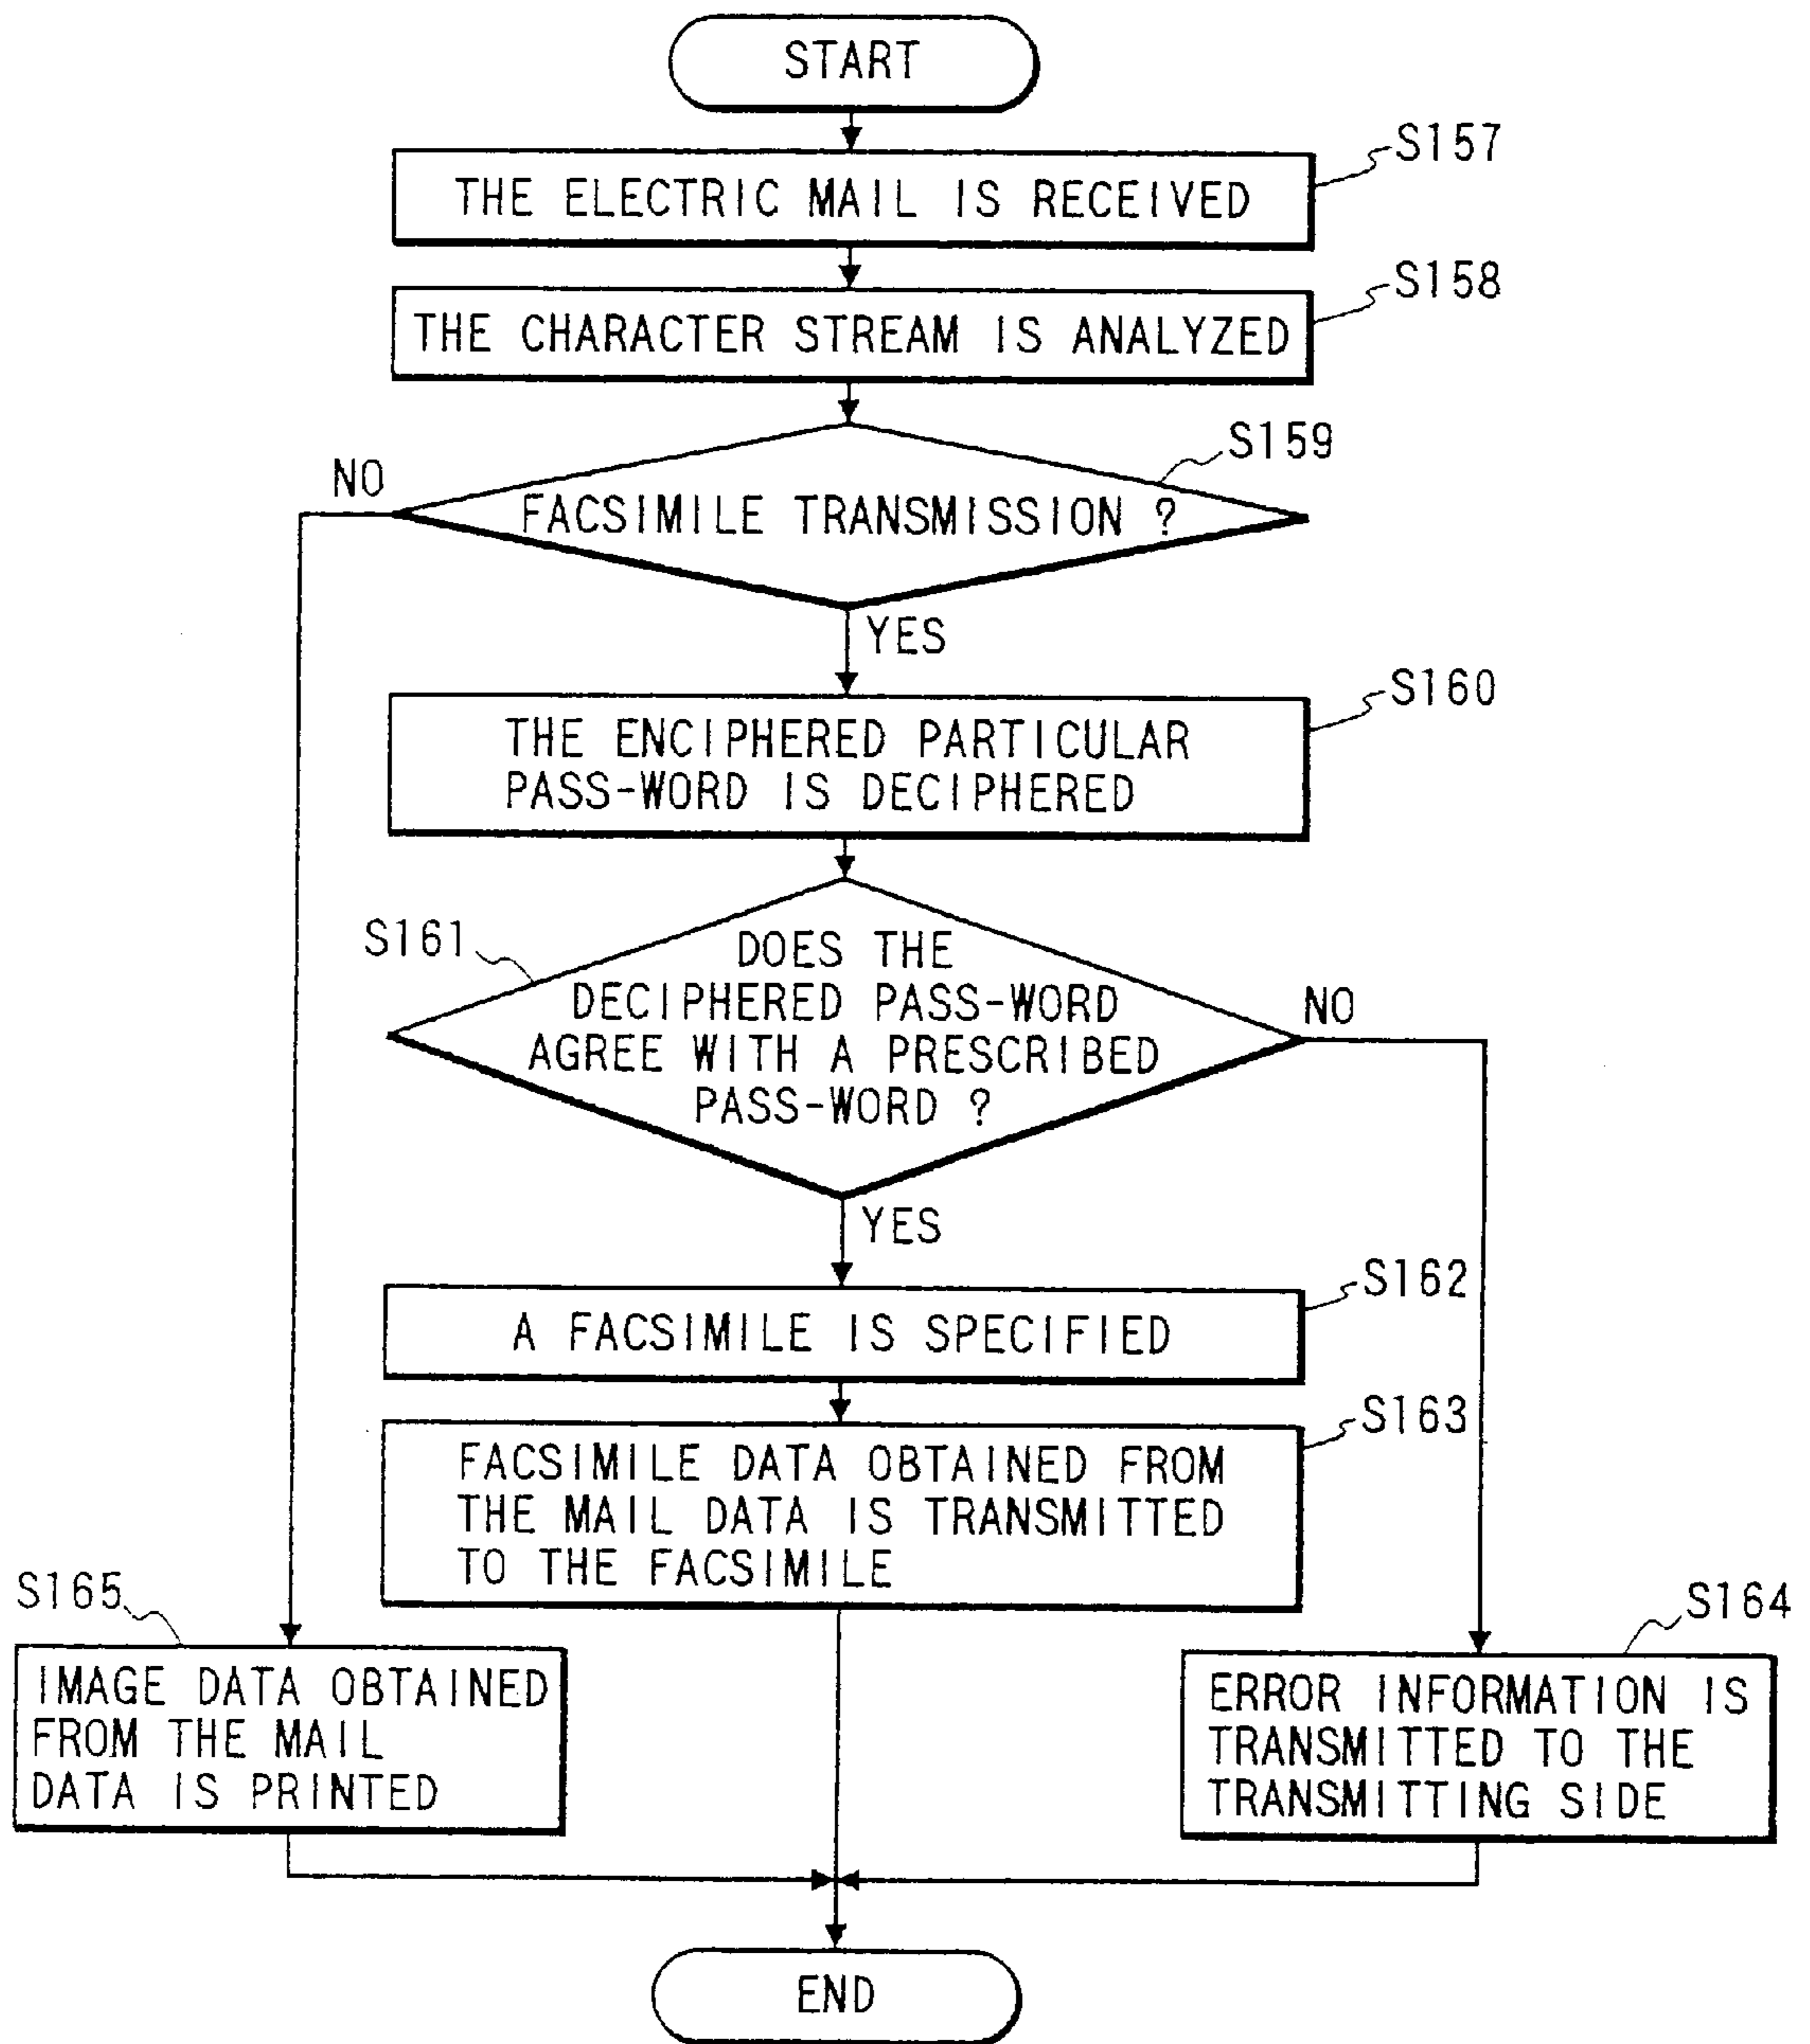 START
S157
THE ELECTRIC MAIL IS RECEIVED
S158
THE CHARACTER STREAM IS ANALYZED
S159
NO
FACSIMILE TRANSMISSION ?
YES
S160
THE ENCIPHERED PARTICULAR
PASS-WORD IS DECIPHERED
S161
DOES THE
DECIPHERED PASS-WORD
AGREE WITH A PRESCRIBED
PASS-WORD ?
NO
YES
S162
A FACSIMILE IS SPECIFIED
S163
FACSIMILE DATA OBTAINED FROM
THE MAIL DATA IS TRANSMITTED
TO THE FACSIMILE
S165
IMAGE DATA OBTAINED
FROM THE MAIL
DATA IS PRINTED
S164
ERROR INFORMATION IS
TRANSMITTED TO THE
TRANSMITTING SIDE
END